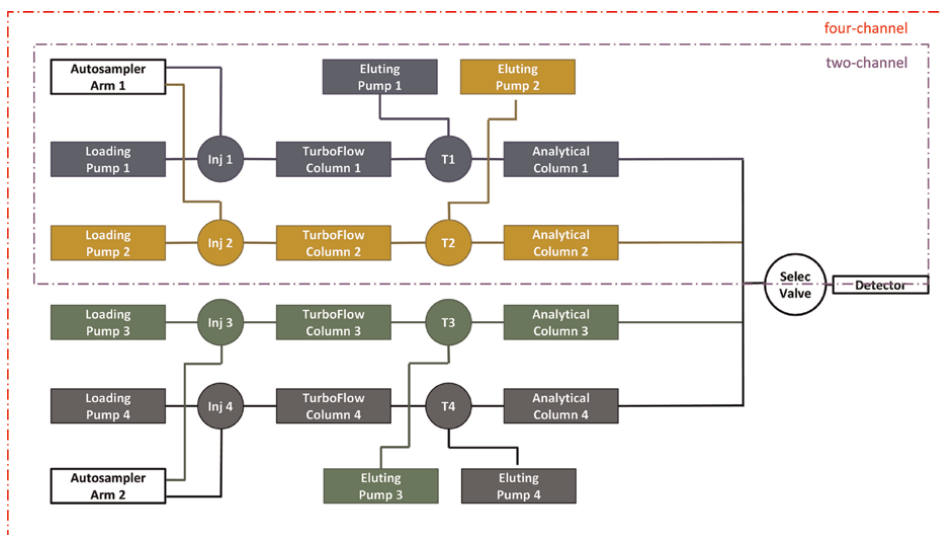 four-channel
two-channel
Autosampler
Arm 1
Eluting
Pump 1
Eluting
Pump 2
Loading
Pump 1
Inj 1
TurboFlow
Column 1
T1
Analytical
Column 1
Loading
Pump 2
Inj 2
TurboFlow
Column 2
T2
Analytical
Column 2
Selec
Valve
Detector
Loading
Pump 3
Inj 3
TurboFlow
Column 3
T3
Analytical
Column 3
Loading
Pump 4
Inj 4
TurboFlow
Column 4
T4
Analytical
Column 4
Autosampler
Arm 2
Eluting
Pump 3
Eluting
Pump 4